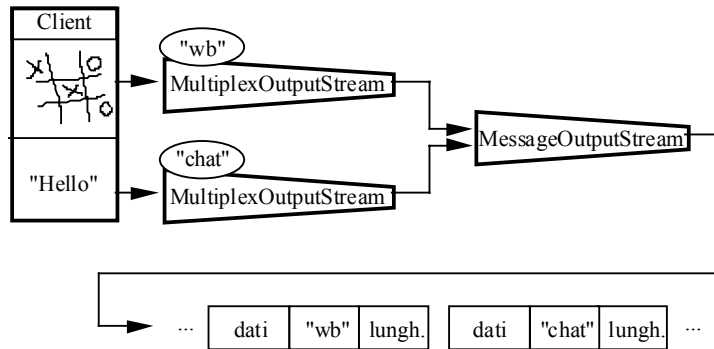 Client
"wb"
MultiplexOutputStream
MessageOutputStream
"chat"
"Hello"
MultiplexOutputStream
... dati "wb" lungh. dati "chat" lungh. ...